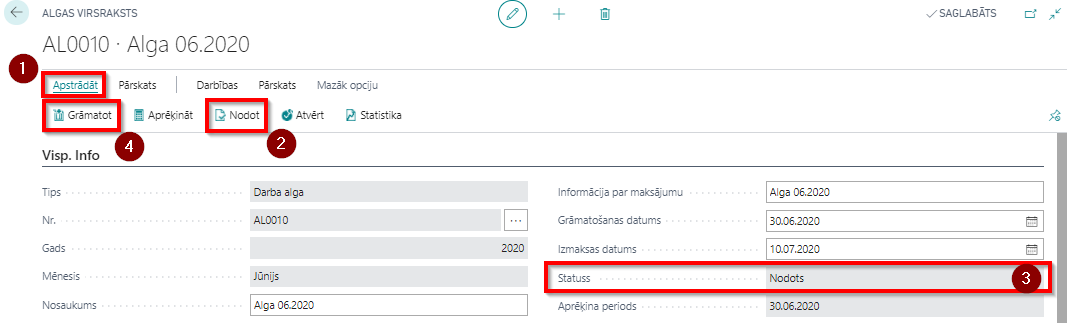 ALGAS VIRSRAKSTS
SAGLABĀTS
AL0010 · Alga 06.2020
1
Apstrādāt Pārskats Darbības Pārskats Mazāk opciju
Grāmatot Aprēķināt Nodot Atvērt Statistika
4 2
Visp. Info
Tips Darba alga
Nr. AL0010 ...
Gads 2020
Mēnesis Jūnijs
Nosaukums Alga 06.2020
Informācija par maksājumu Alga 06.2020
Grāmatošanas datums 30.06.2020
Izmaksas datums 10.07.2020
Statuss Nodots 3
Aprēķina periods 30.06.2020